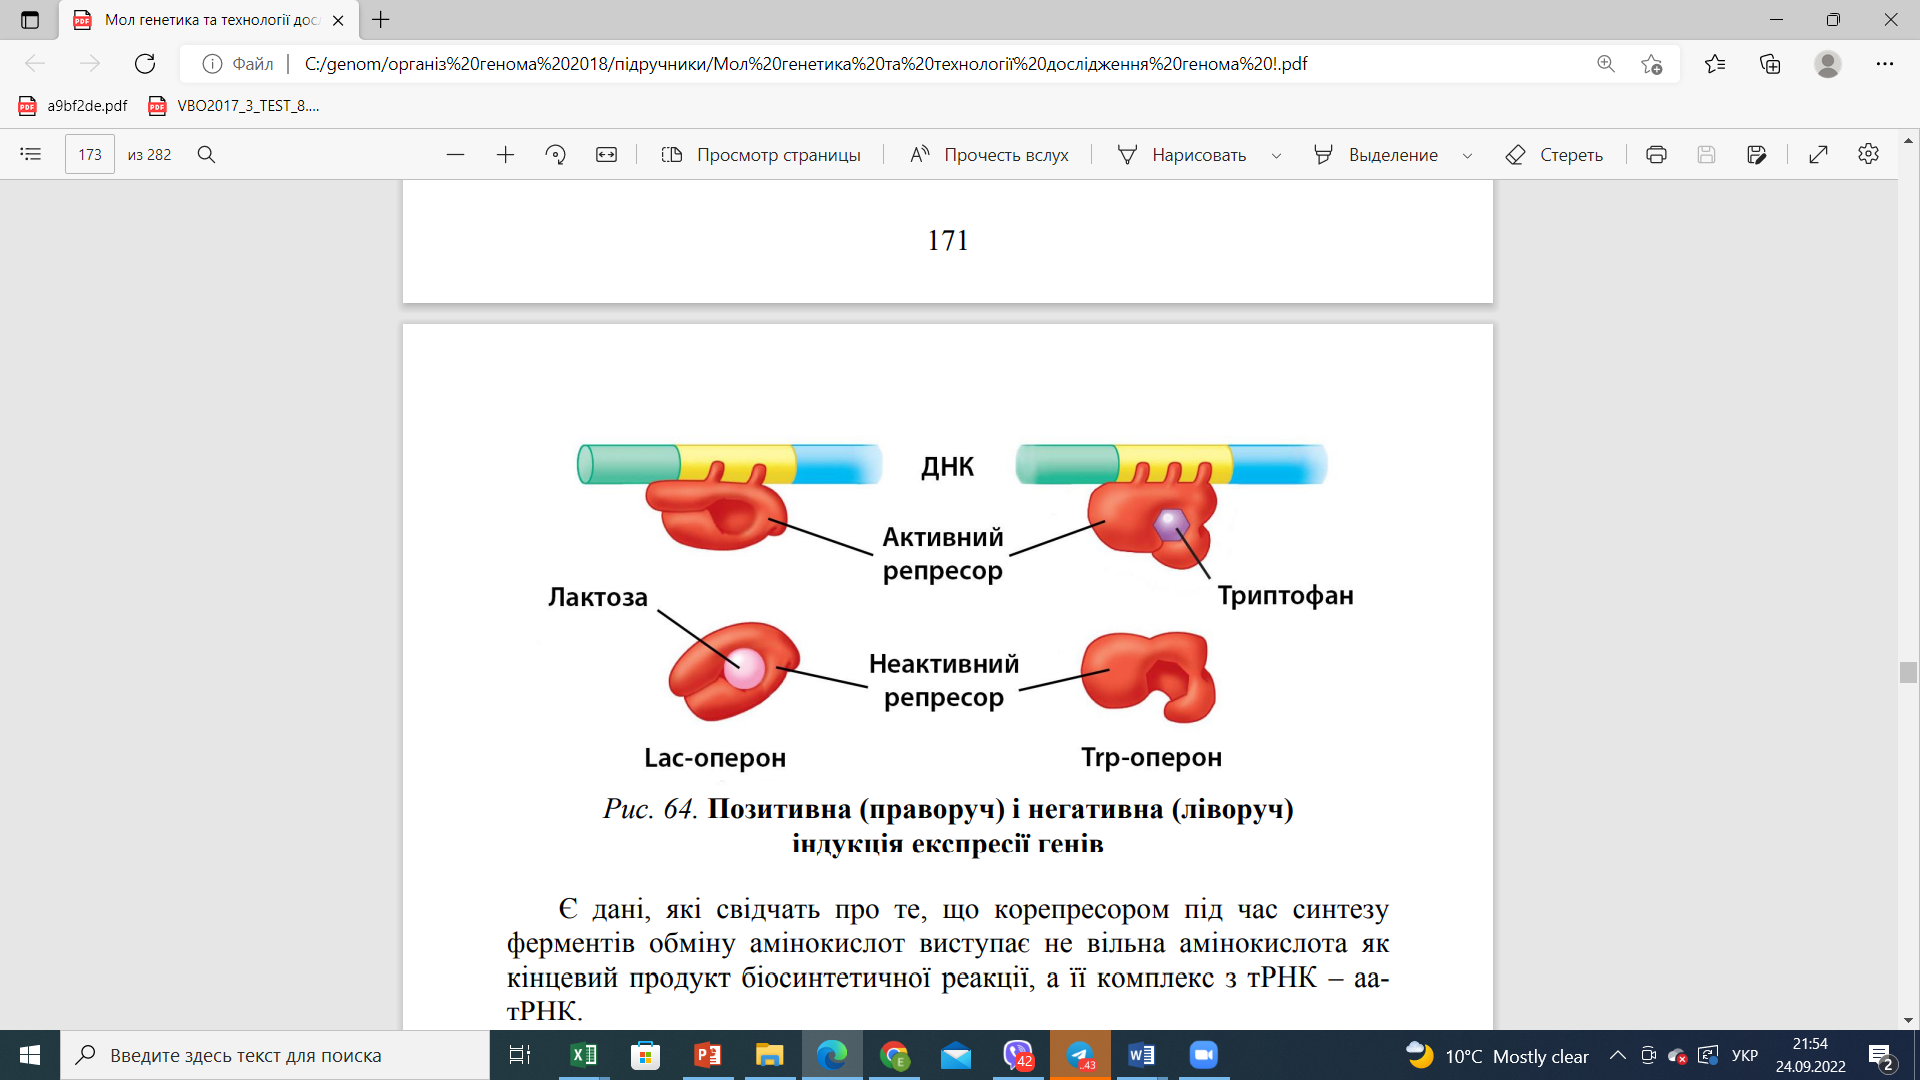 Мол генетика та технології дос
Файл
C:/genom/організ%20генома%202018/підручники/Мол%20генетика%20та%20технології%20дослідження%20генома%20!.pdf
a9bf2de.pdf
VBO2017_3_TEST_8....
173
из 282
Просмотр страницы
Прочесть вслух
Нарисовать
Выделение
Стереть
171
ДНК
Активний
репресор
Лактоза
Триптофан
Неактивний
репресор
Lac-оперон
Trp-оперон
Рис. 64. Позитивна (праворуч) і негативна (ліворуч)
індукція експресії генів
Є дані, які свідчать про те, що корепресором під час синтезу
ферментів обміну амінокислот виступає не вільна амінокислота як
кінцевий продукт біосинтетичної реакції, а її комплекс з тРНК – аа-
тРНК.
Введите здесь текст для поиска
42
..43
10°C Mostly clear
УКР
21:54
24.09.2022
2